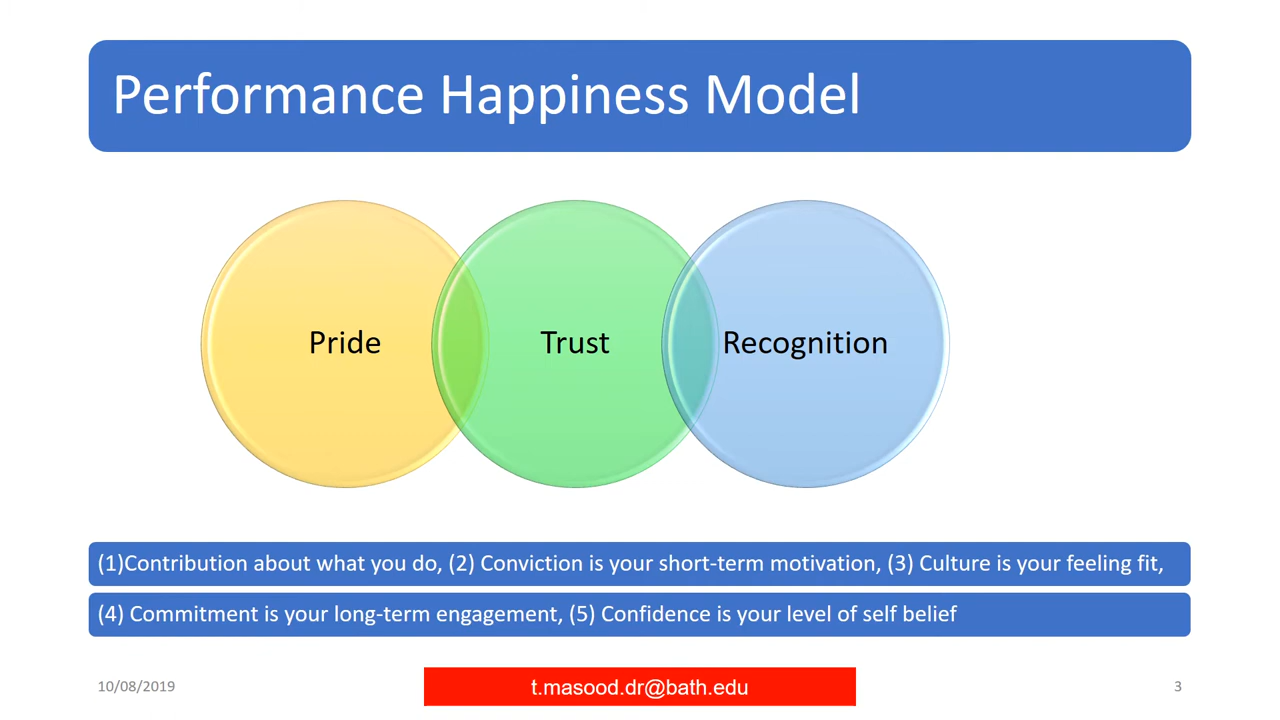 Performance Happiness Model
Pride
Trust
Recognition
(1)Contribution about what you do, (2) Conviction is your short-term motivation, (3) Culture is your feeling fit,
(4) Commitment is your long-term engagement, (5) Confidence is your level of self belief
10/08/2019
t.masood.dr@bath.edu
3